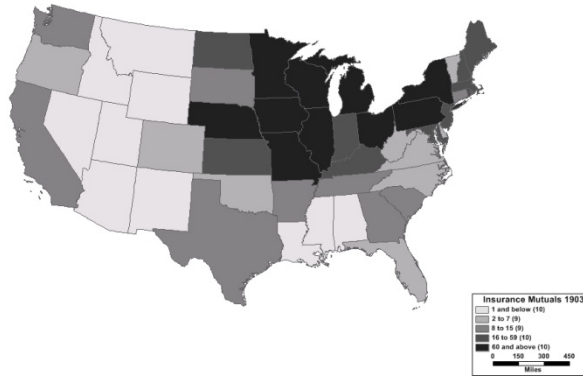 Insurance Mutuals 1903
1 and below (10)
2 to 7 (9)
8 to 15 (9)
16 to 59 (10)
60 and above (10)
0 150 300 450
Miles